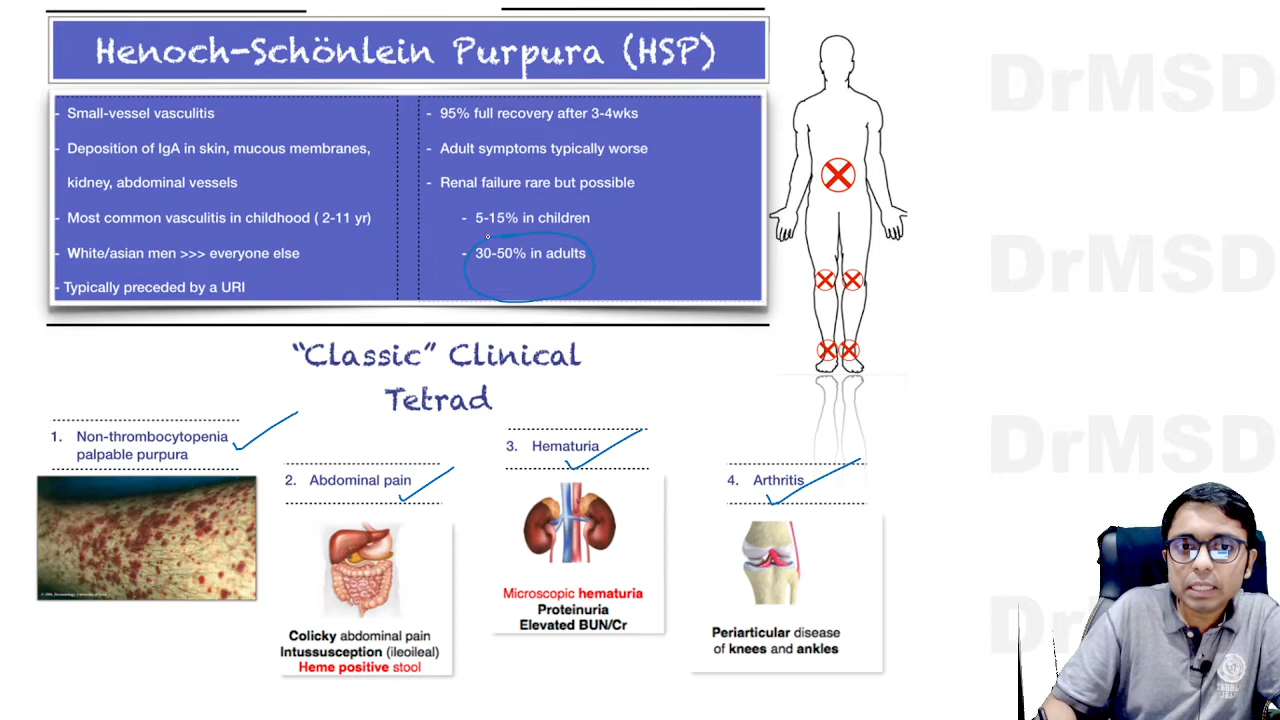 Henoch-Schönlein Purpura (HSP)
- Small-vessel vasculitis
- Deposition of IgA in skin, mucous membranes,
kidney, abdominal vessels
- Most common vasculitis in childhood ( 2-11 yr)
- White/asian men >>> everyone else
- Typically preceded by a URI
- 95% full recovery after 3-4wks
- Adult symptoms typically worse
- Renal failure rare but possible
- 5-15% in children
- 30-50% in adults
"Classic" Clinical
Tetrad
1. Non-thrombocytopenia
palpable purpura
2. Abdominal pain
Colicky abdominal pain
Intussusception (ileoileal)
Heme positive stool
3. Hematuria
Microscopic hematuria
Proteinuria
Elevated BUN/Cr
4. Arthritis
Periarticular disease
of knees and ankles
DrMSD
DrMSD
DrMSD